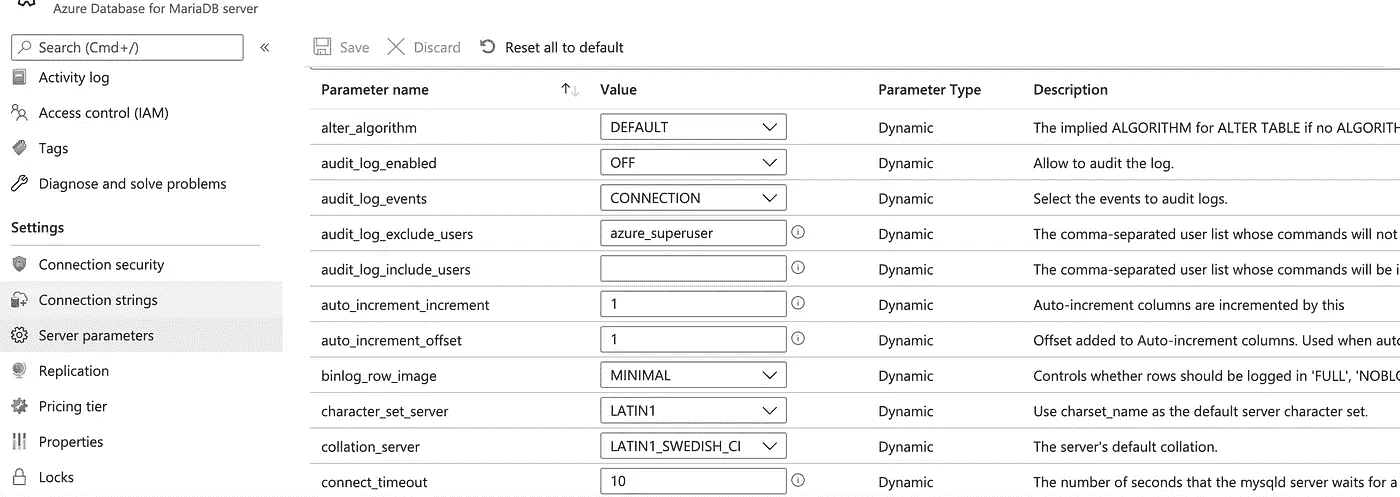 Azure Database for MariaDB server
Search (Cmd+/)
«
Activity log
Access control (IAM)
Tags
Diagnose and solve problems
Settings
Connection security
Connection strings
Server parameters
Replication
Pricing tier
Properties
Locks
Save Discard Reset all to default
Parameter name Value Parameter Type Description
alter_algorithm DEFAULT Dynamic The implied ALGORITHM for ALTER TABLE if no ALGORITH
audit_log_enabled OFF Dynamic Allow to audit the log.
audit_log_events CONNECTION Dynamic Select the events to audit logs.
audit_log_exclude_users azure_superuser Dynamic The comma-separated user list whose commands will not
audit_log_include_users Dynamic The comma-separated user list whose commands will be i
auto_increment_increment 1 Dynamic Auto-increment columns are incremented by this
auto_increment_offset 1 Dynamic Offset added to Auto-increment columns. Used when auto
binlog_row_image MINIMAL Dynamic Controls whether rows should be logged in 'FULL', 'NOBLO
character_set_server LATIN1 Dynamic Use charset_name as the default server character set.
collation_server LATIN1_SWEDISH_CI Dynamic The server's default collation.
connect_timeout 10 Dynamic The number of seconds that the mysqld server waits for a